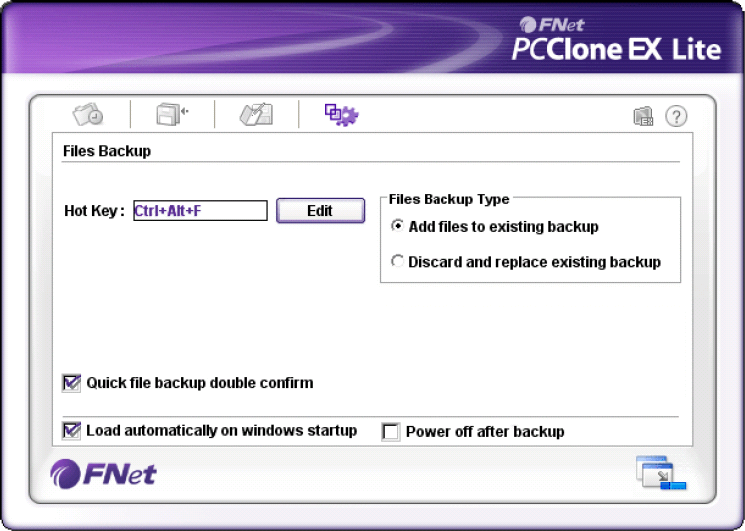 FNet
PCClone EX Lite
?
Files Backup
Hot Key : Ctrl+Alt+F Edit
Files Backup Type
Add files to existing backup
Discard and replace existing backup
Quick file backup double confirm
Load automatically on windows startup
Power off after backup
FNet